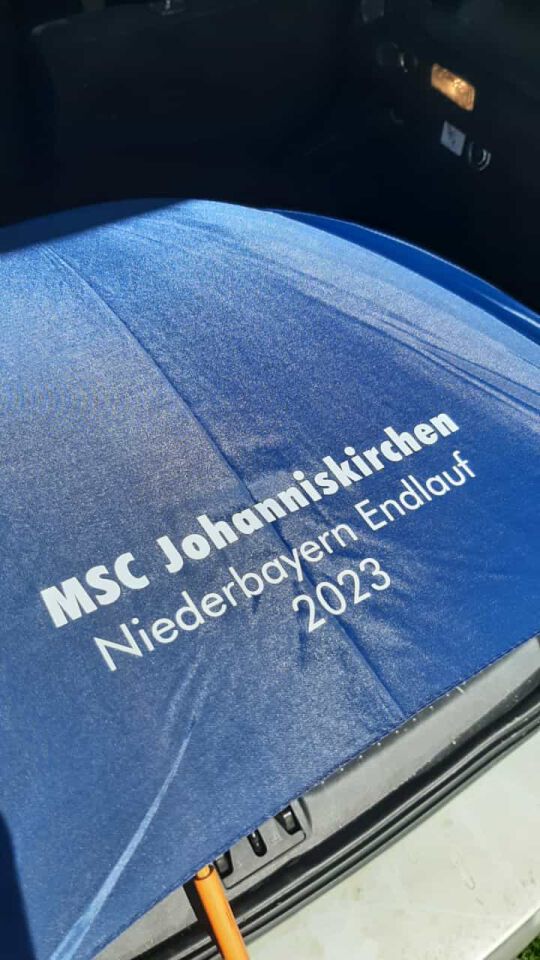 MSC Johanniskirchen
Niederbayern Endlauf
2023